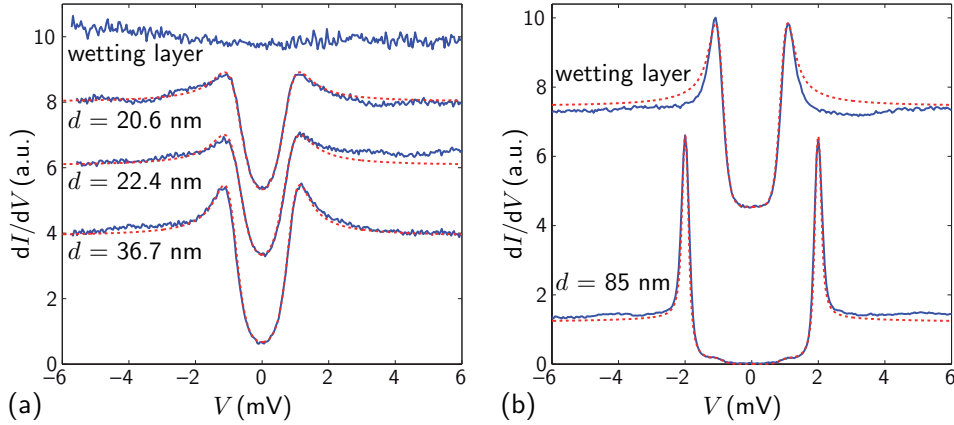 10
8
6
4
2
0
dI/dV (a.u.)
wetting layer
d = 20.6 nm
d = 22.4 nm
d = 36.7 nm
−6 −4 −2 0 2 4 6
V (mV)
(a)
10
8
6
4
2
0
dI/dV (a.u.)
wetting layer
d = 85 nm
−6 −4 −2 0 2 4 6
V (mV)
(b)